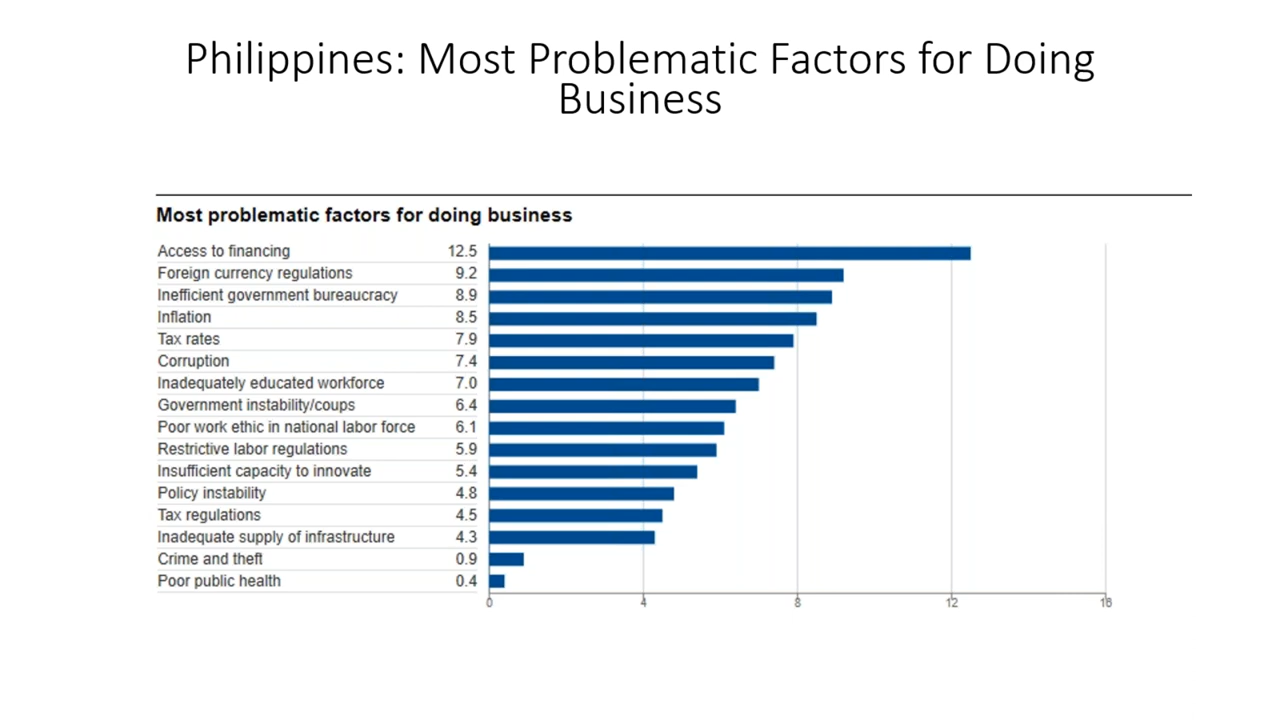 Philippines: Most Problematic Factors for Doing
Business
Most problematic factors for doing business
Access to financing 12.5
Foreign currency regulations 9.2
Inefficient government bureaucracy 8.9
Inflation 8.5
Tax rates 7.9
Corruption 7.4
Inadequately educated workforce 7.0
Government instability/coups 6.4
Poor work ethic in national labor force 6.1
Restrictive labor regulations 5.9
Insufficient capacity to innovate 5.4
Policy instability 4.8
Tax regulations 4.5
Inadequate supply of infrastructure 4.3
Crime and theft 0.9
Poor public health 0.4
0 4 8 12 16